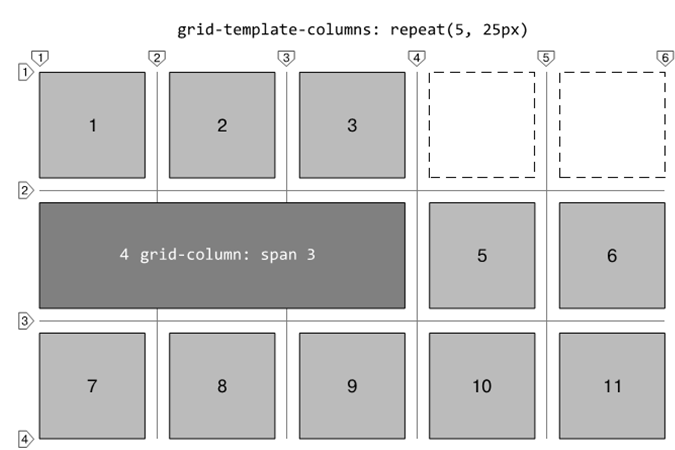 grid-template-columns: repeat(5, 25px)
1 2 3 4 5 6
1
1 2 3
2
4 grid-column: span 3 5 6
3
7 8 9 10 11
4